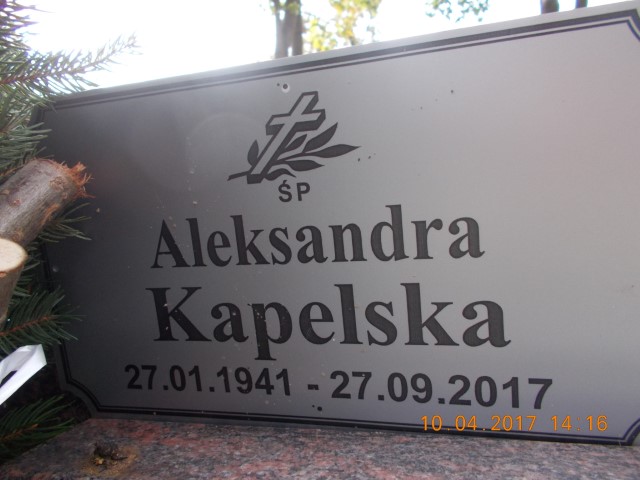 ŚP
Aleksandra
Kapelska
27.01.1941 - 27.09.2017
10.04.2017 14:16